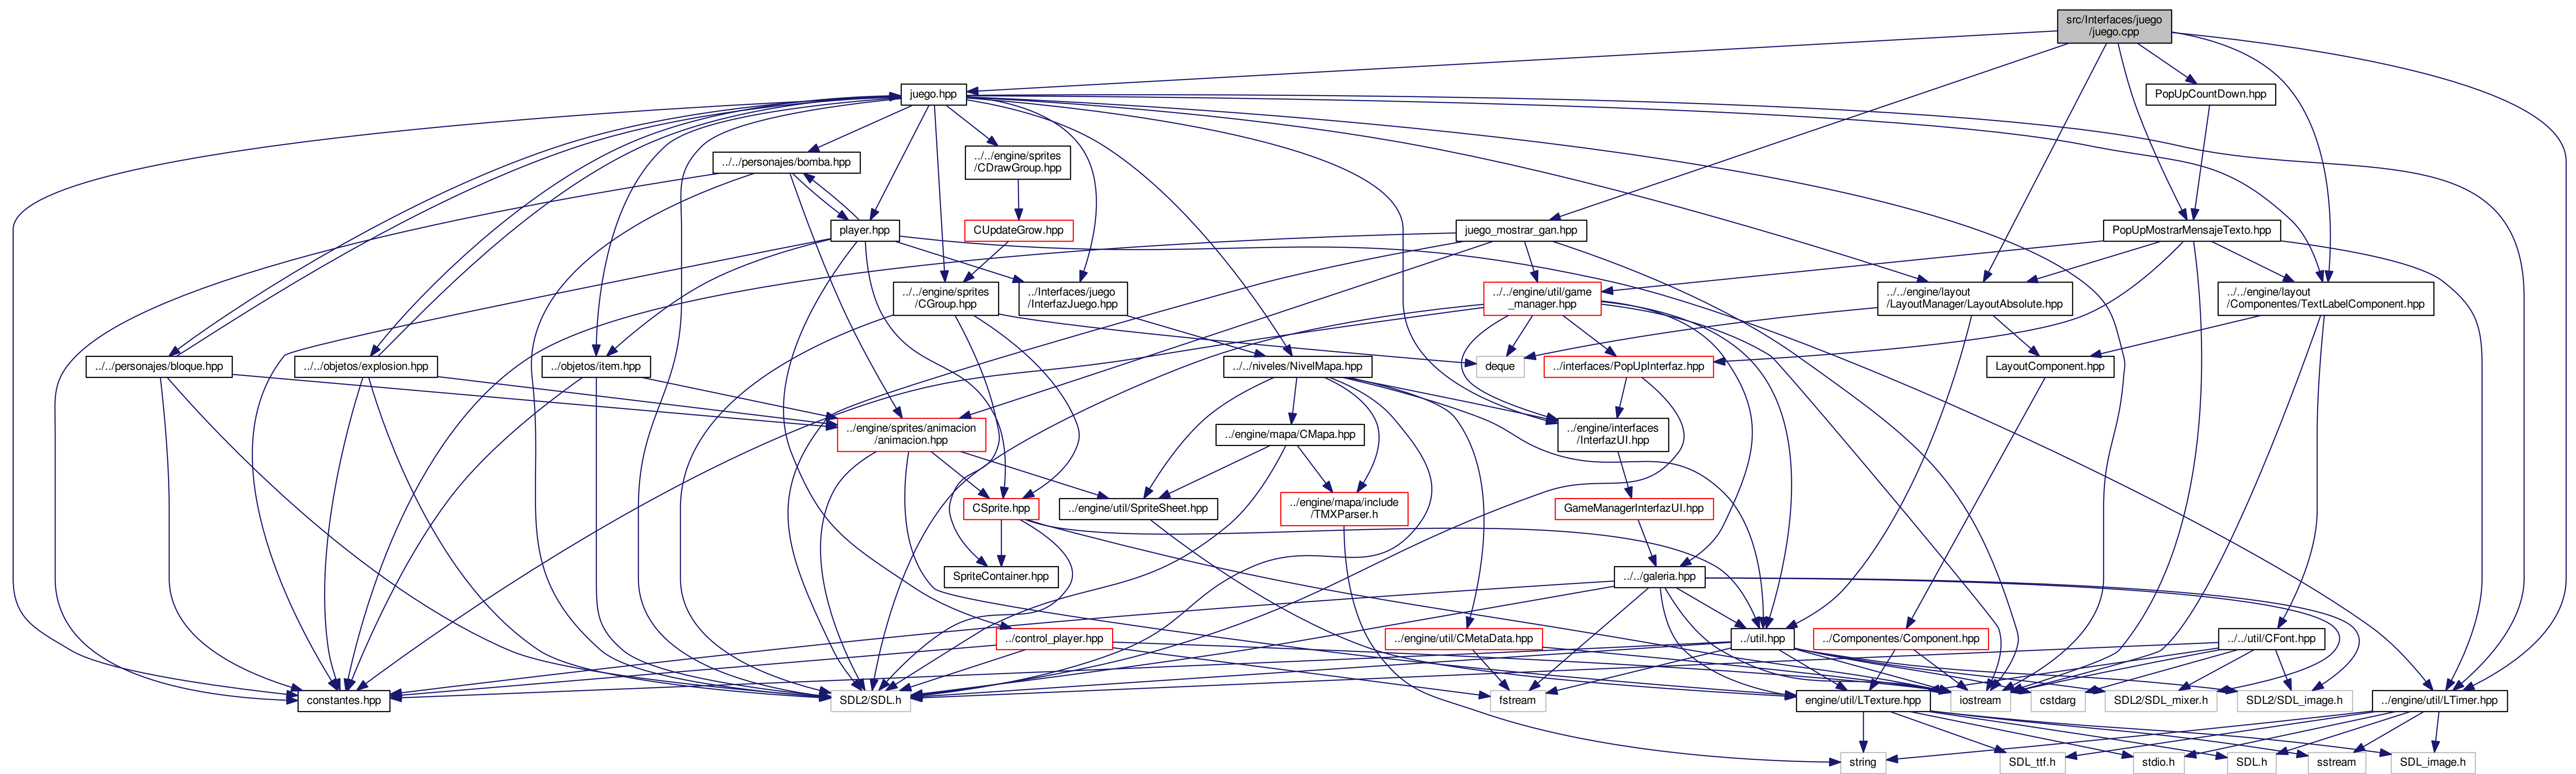 src/Interfaces/juego
/juego.cpp
juego.hpp
PopUpCountDown.hpp
../../personajes/bomba.hpp
../../engine/sprites
/CDrawGroup.hpp
player.hpp
CUpdateGrow.hpp
juego_mostrar_gan.hpp
PopUpMostrarMensajeTexto.hpp
../../engine/sprites
/CGroup.hpp
../Interfaces/juego
/InterfazJuego.hpp
../../engine/util/game
_manager.hpp
../../engine/layout
/LayoutManager/LayoutAbsolute.hpp
../../engine/layout
/Componentes/TextLabelComponent.hpp
../../personajes/bloque.hpp
../../objetos/explosion.hpp
../objetos/item.hpp
../../niveles/NivelMapa.hpp
deque
../interfaces/PopUpInterfaz.hpp
LayoutComponent.hpp
../engine/sprites/animacion
/animacion.hpp
../engine/mapa/CMapa.hpp
../engine/interfaces
/InterfazUI.hpp
CSprite.hpp
../engine/util/SpriteSheet.hpp
../engine/mapa/include
/TMXParser.h
GameManagerInterfazUI.hpp
SpriteContainer.hpp
../../galeria.hpp
../control_player.hpp
../engine/util/CMetaData.hpp
../util.hpp
../Componentes/Component.hpp
../../util/CFont.hpp
constantes.hpp
SDL2/SDL.h
fstream
engine/util/LTexture.hpp
iostream
cstdarg
SDL2/SDL_mixer.h
SDL2/SDL_image.h
../engine/util/LTimer.hpp
string
SDL_ttf.h
stdio.h
SDL.h
sstream
SDL_image.h